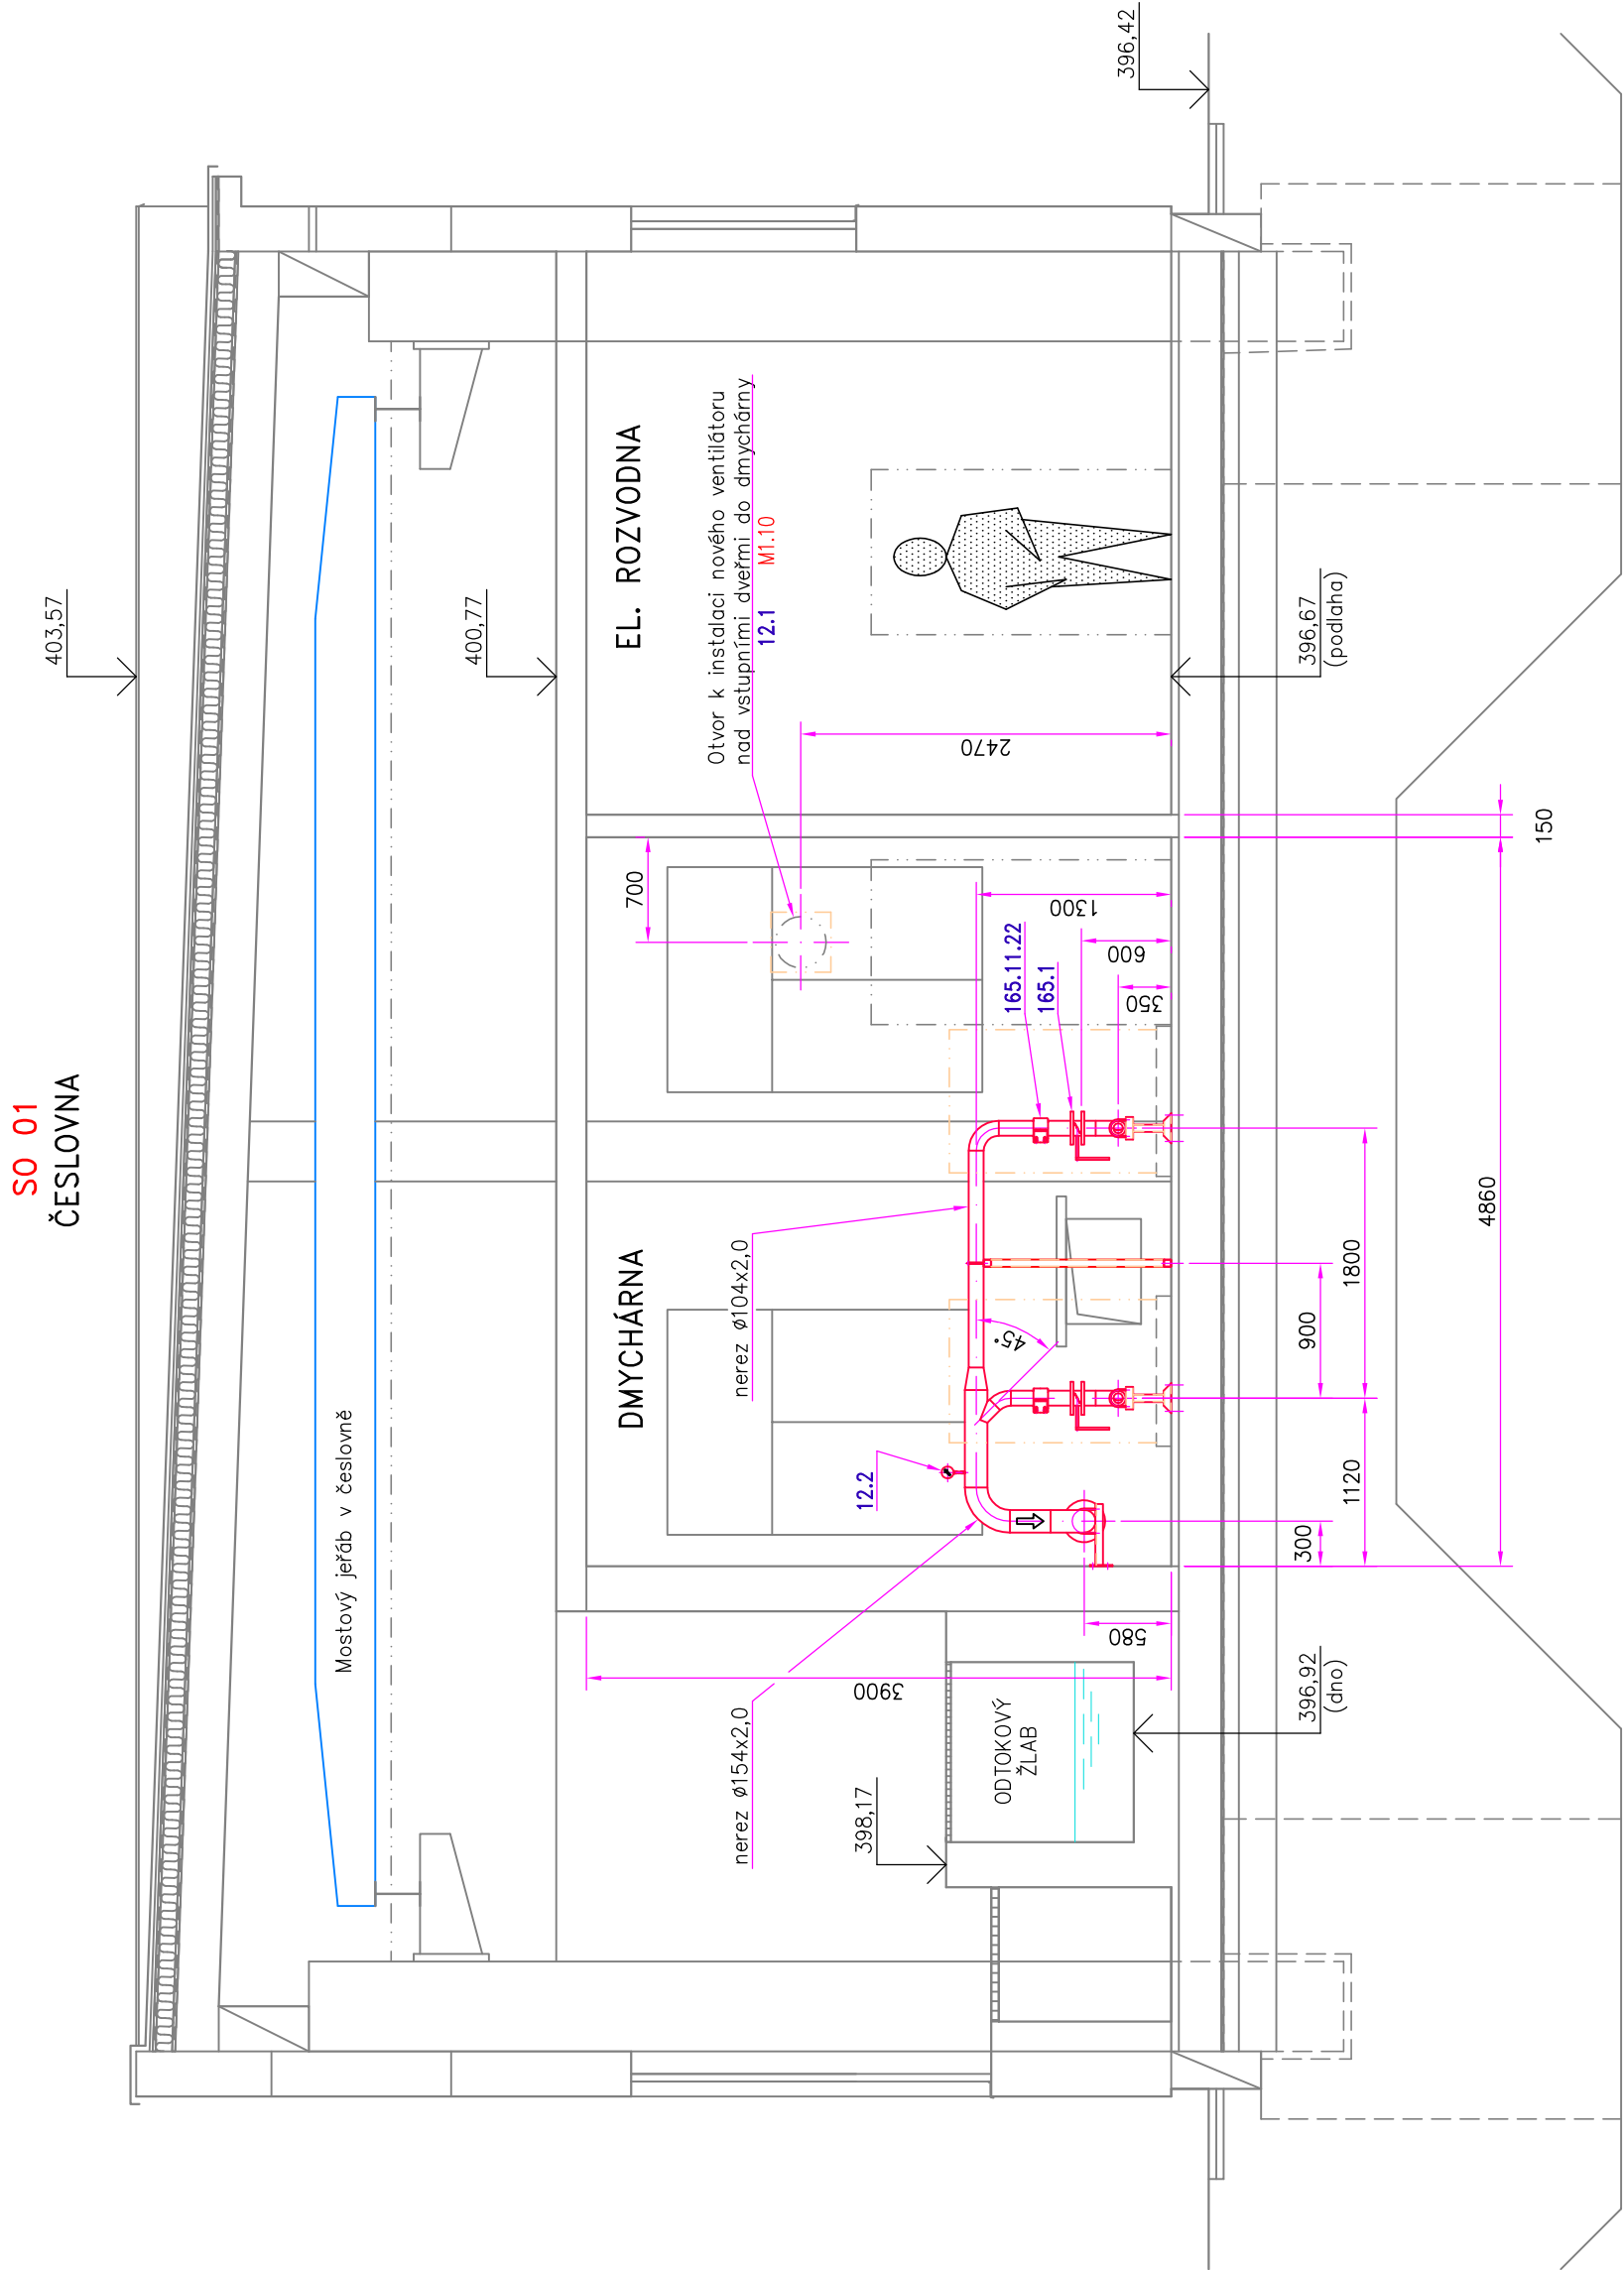 SO 01
ČESLOVNA
403,57
Mostový jeřáb v česlovně
400,77
396,42
EL. ROZVODNA
Otvor k instalaci nového ventilátoru
nad vstupními dveřmi do dmychárny
12.1
M1.10
DMYCHÁRNA
nerez ø104x2,0
nerez ø154x2,0
12.2
45°
165.11.22
165.1
700
2470
1300
600
350
3900
580
398,17
ODTOKOVÝ
ŽLAB
396,92
(dno)
396,67
(podlaha)
300
900
1120
1800
4860
150